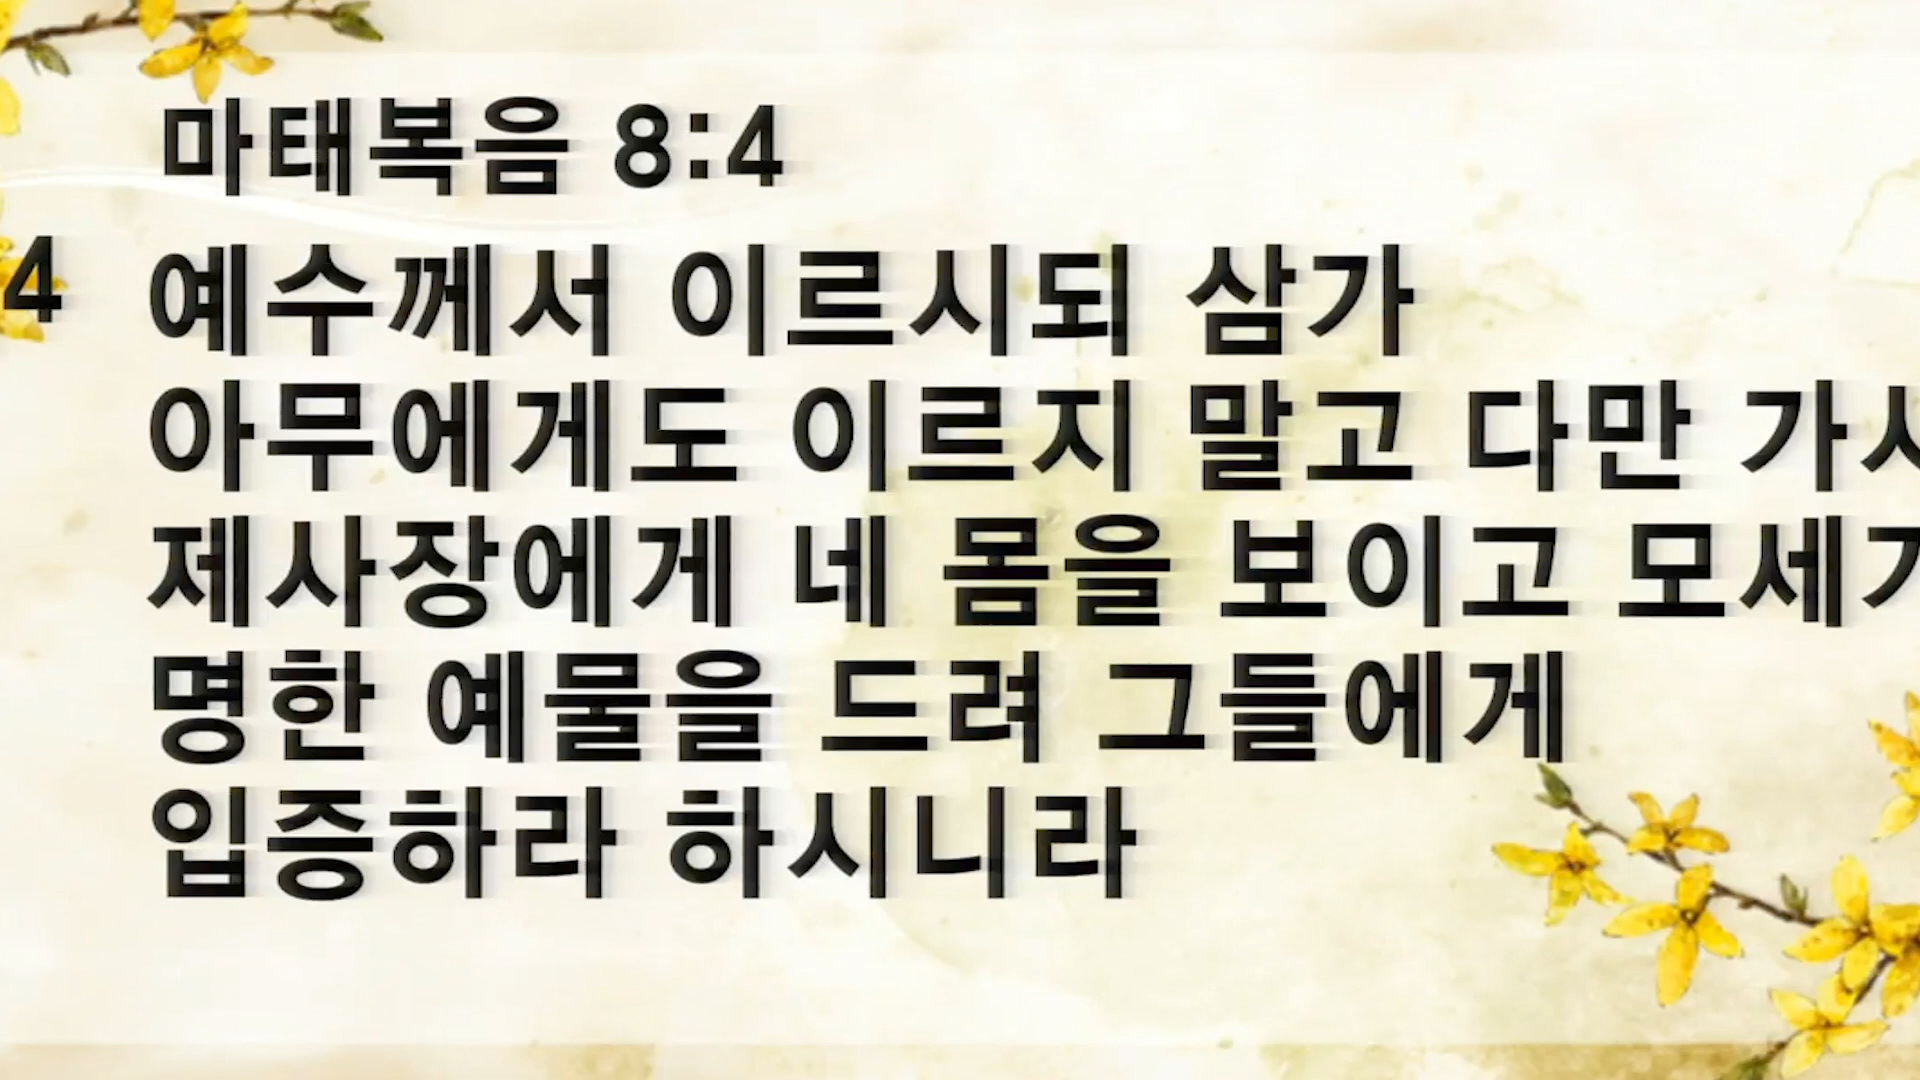 마태복음 8:4
4 예수께서 이르시되 삼가
아무에게도 이르지 말고 다만 가서
제사장에게 네 몸을 보이고 모세가
명한 예물을 드려 그들에게
입증하라 하시니라